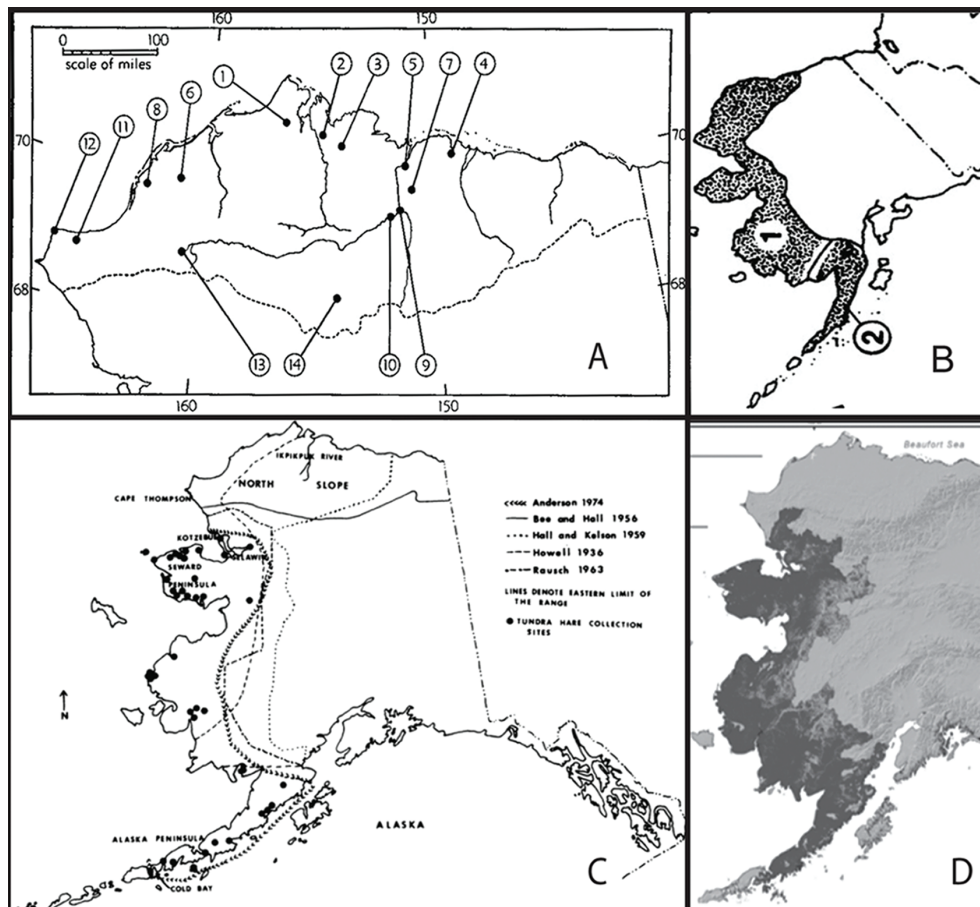 160
150
0 100
scale of miles
1
2
3
5
7
4
8
6
12
11
70
70
68
68
13
14
10
9
160
150
A
1
2
B
IKPIKPUK RIVER
NORTH SLOPE
CAPE THOMPSON
KOTZEBUE
SELAWIK
SEWARD
PENINSULA
<<<<< Anderson 1974
Bee and Hall 1956
Hall and Kelson 1959
Howell 1936
Rausch 1963
LINES DENOTE EASTERN LIMIT OF
THE RANGE
TUNDRA HARE COLLECTION
SITES
N
ALASKA PENINSULA
ALASKA
COLD BAY
C
Beaufort Sea
D